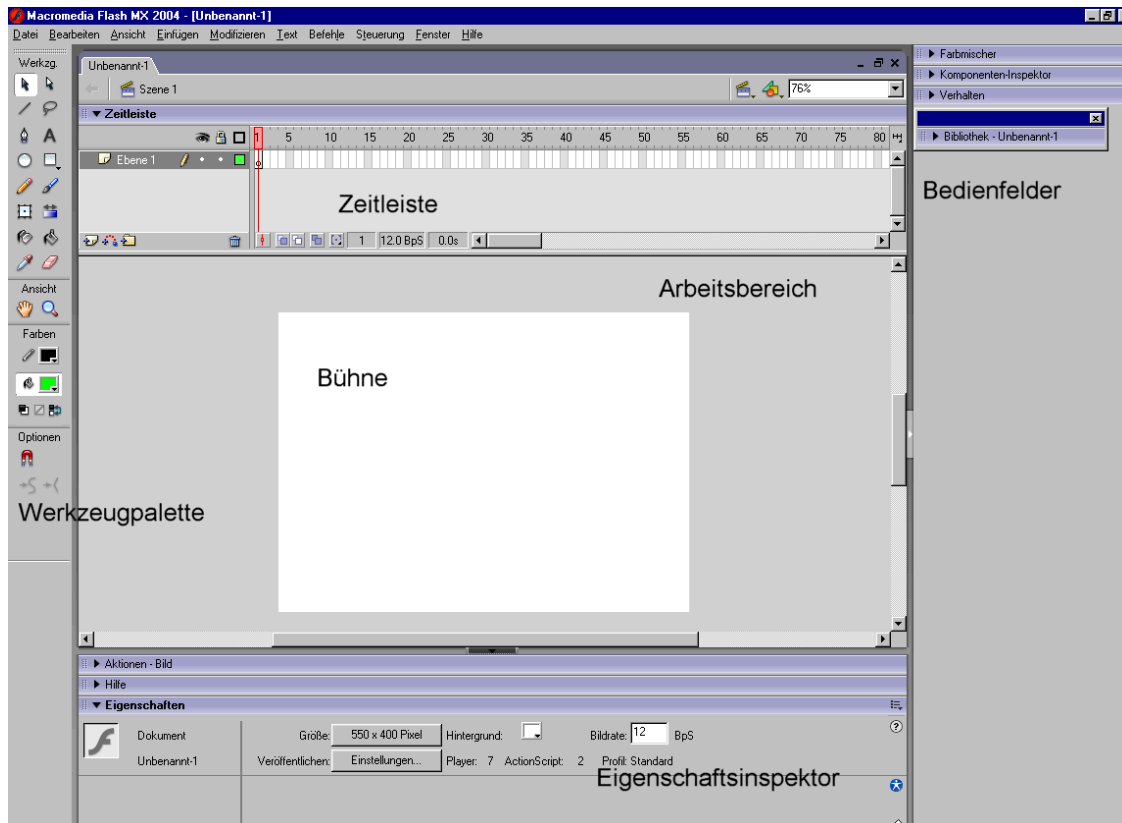 Macromedia Flash MX 2004 - [Unbenannt-1]
Datei Bearbeiten Ansicht Einfügen Modifizieren Text Befehle Steuerung Fenster Hilfe
Werkzg.
Unbenannt-1
Szene 1
76%
Zeitleiste
1 5 10 15 20 25 30 35 40 45 50 55 60 65 70 75 80
Ebene 1
Zeitleiste
1 12.0 BpS 0.0s
Farbmischer
Komponenten-Inspektor
Verhalten
Bibliothek - Unbenannt-1
Bedienfelder
Ansicht
Farben
Optionen
Werkzeugpalette
Arbeitsbereich
Bühne
Aktionen - Bild
Hilfe
Eigenschaften
Dokument Größe: 550 x 400 Pixel Hintergrund: Bildrate: 12 BpS
Unbenannt-1 Veröffentlichen: Einstellungen... Player: 7 ActionScript: 2 Profil: Standard
Eigenschaftsinspektor